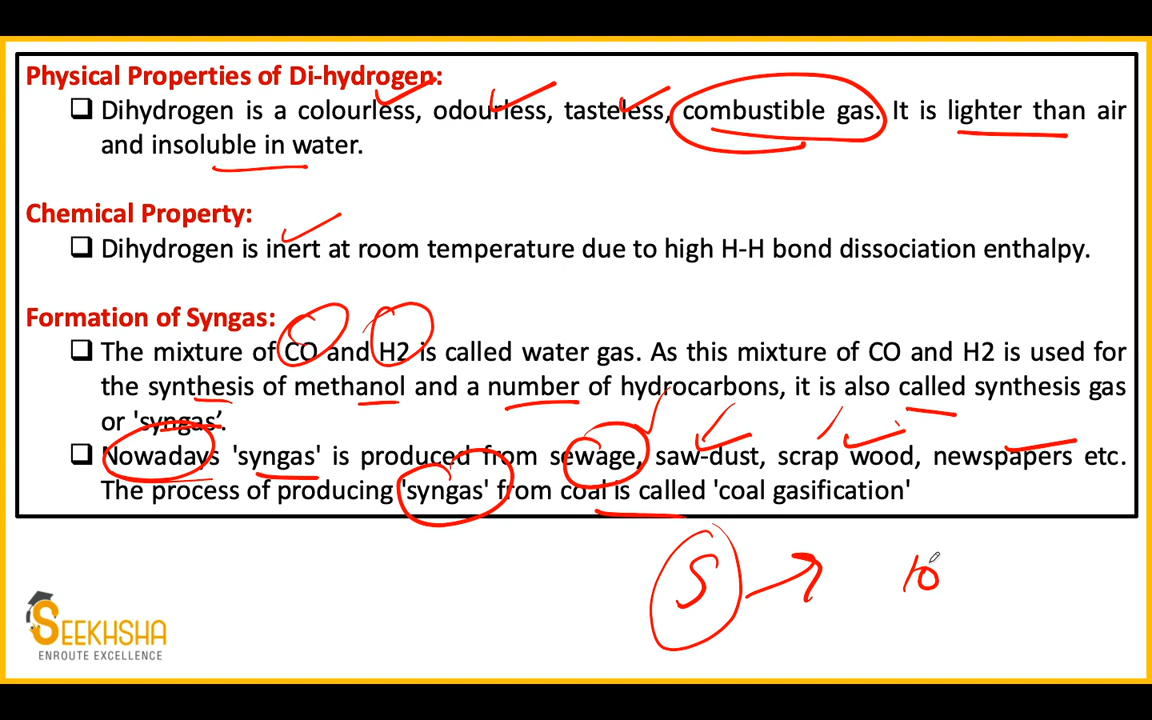 Physical Properties of Di-hydrogen:
❑ Dihydrogen is a colourless, odourless, tasteless, combustible gas. It is lighter than air
and insoluble in water.
Chemical Property:
❑ Dihydrogen is inert at room temperature due to high H-H bond dissociation enthalpy.
Formation of Syngas:
❑ The mixture of CO and H2 is called water gas. As this mixture of CO and H2 is used for
the synthesis of methanol and a number of hydrocarbons, it is also called synthesis gas
or 'syngas'.
❑ Nowadays 'syngas' is produced from sewage, saw-dust, scrap wood, newspapers etc.
The process of producing 'syngas' from coal is called 'coal gasification'
S → 10
SEEKHSHA
ENROUTE EXCELLENCE